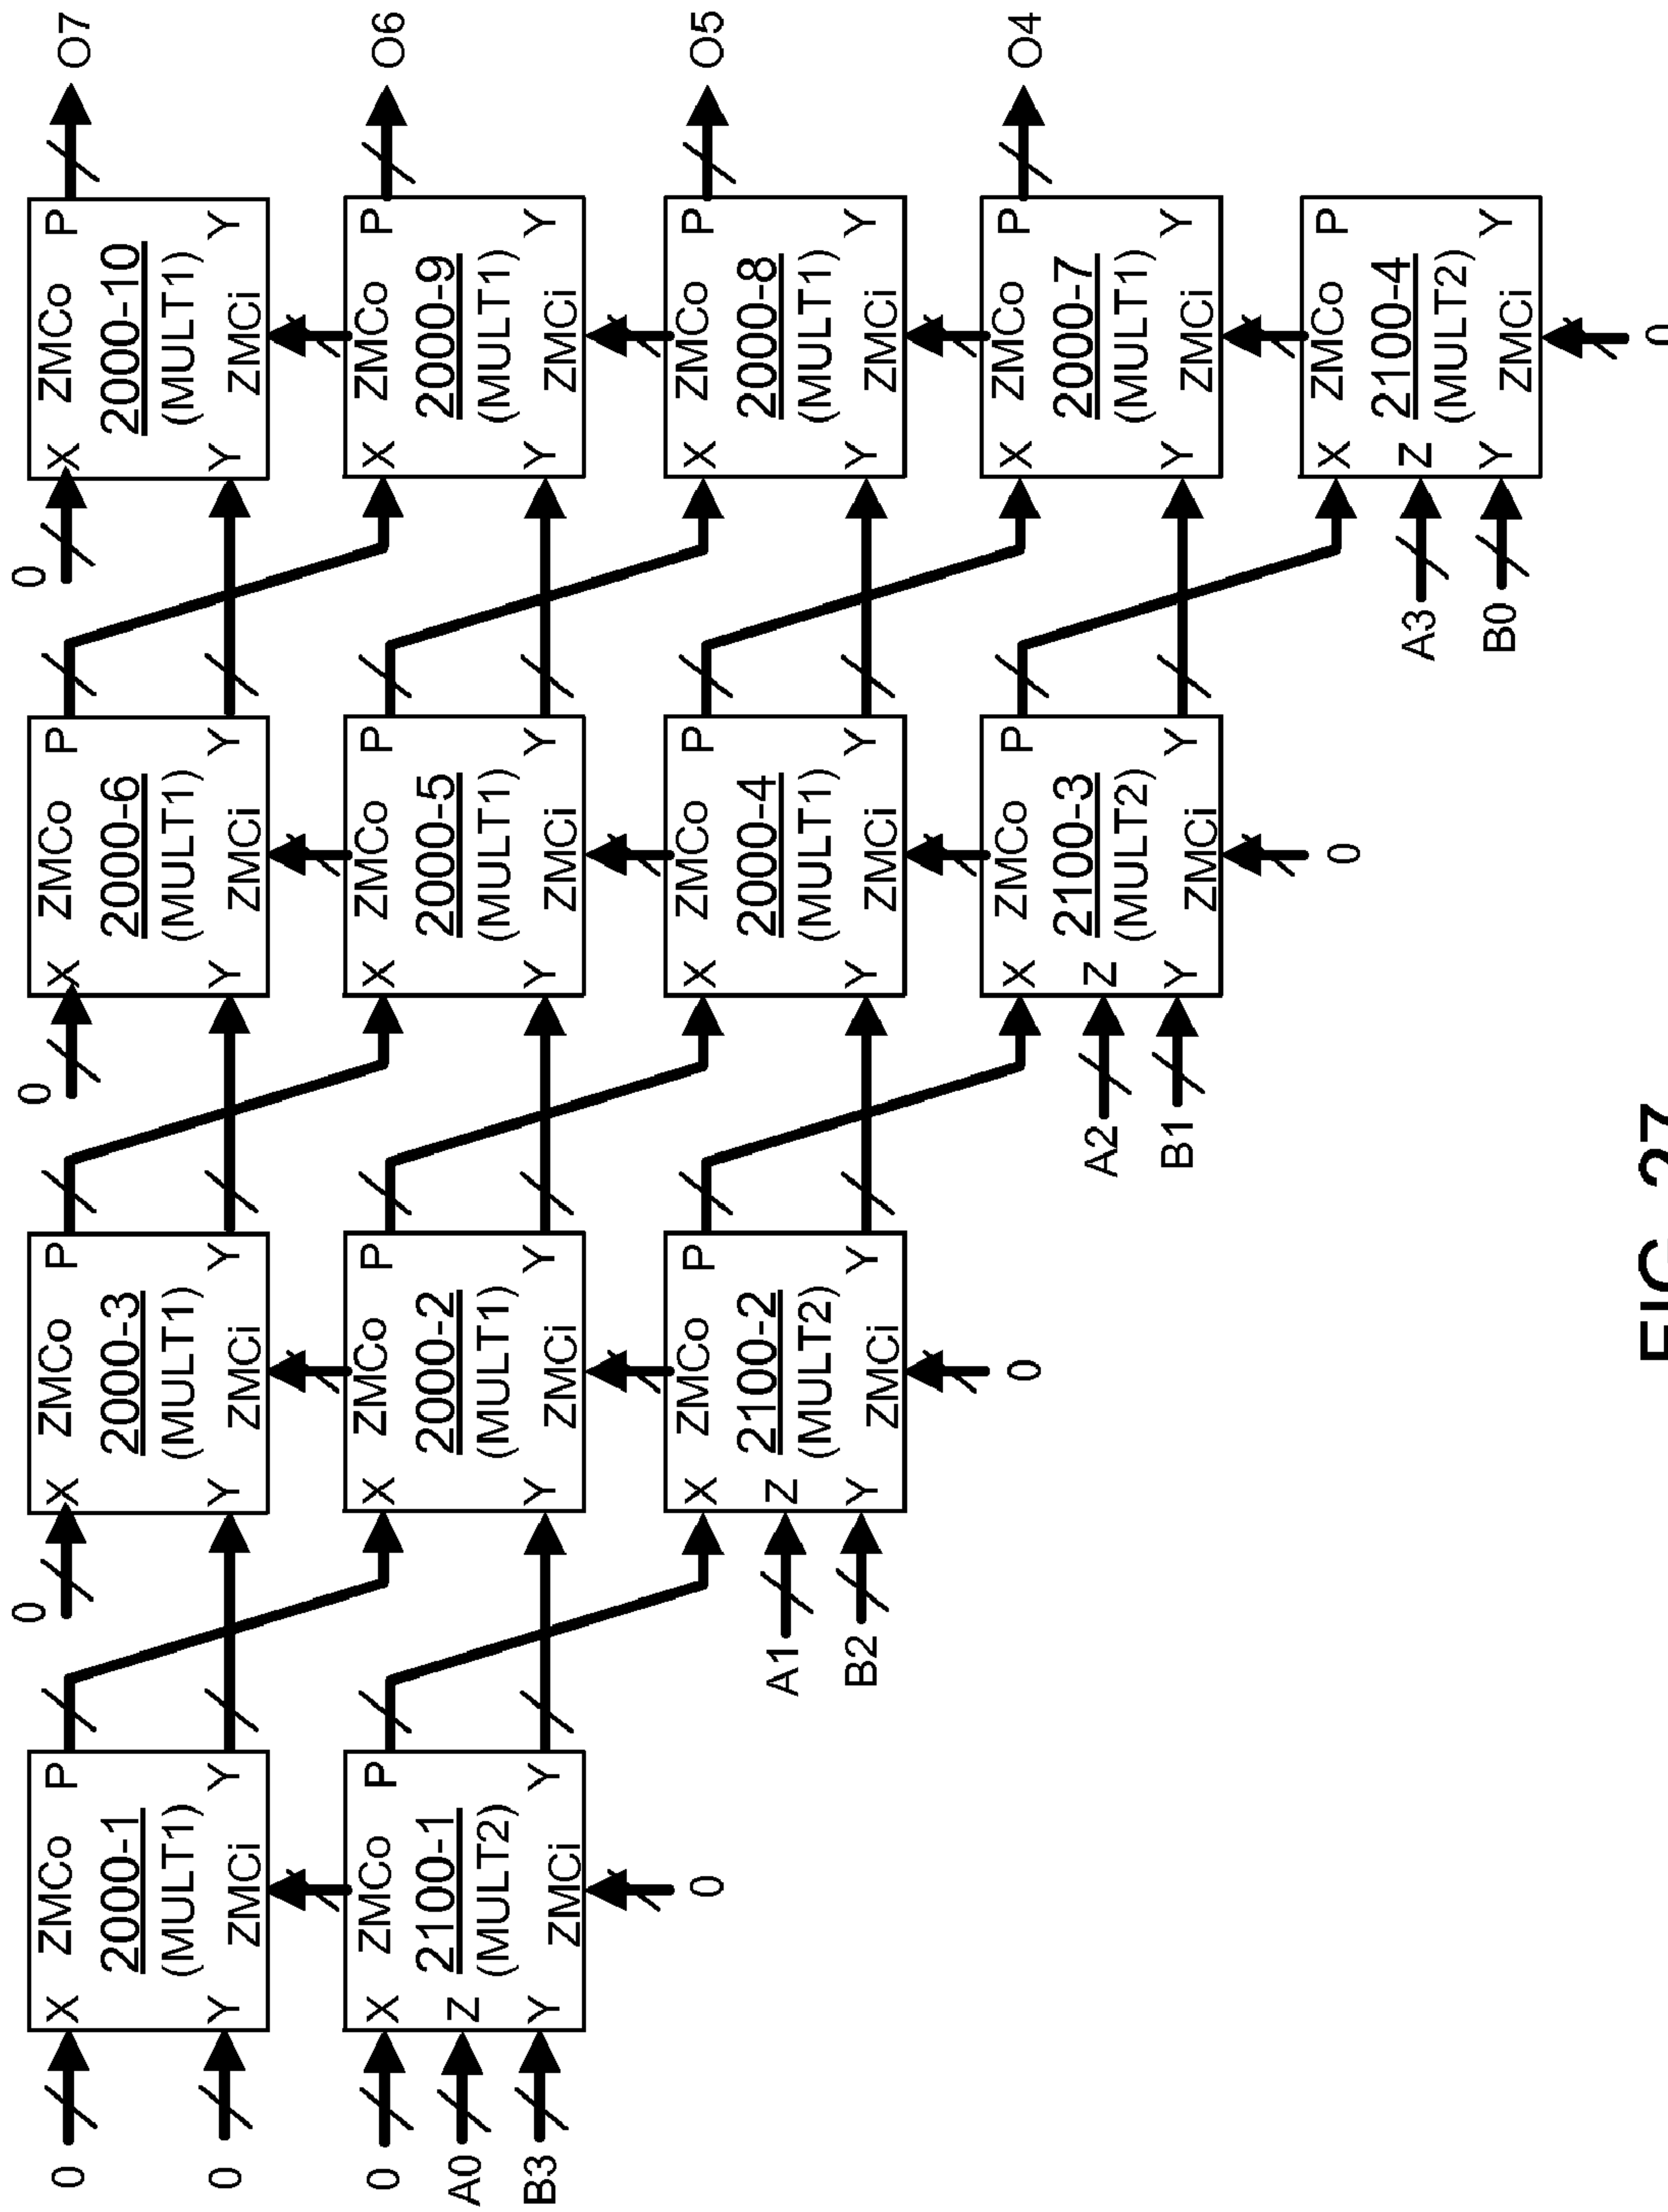 0
0
X ZMCo P
2000-1
(MULT1)
Y ZMCi Y
0
X ZMCo P
2000-3
(MULT1)
Y ZMCi Y
0
X ZMCo P
2000-6
(MULT1)
Y ZMCi Y
0
X ZMCo P
2000-10
(MULT1)
Y ZMCi Y
O7
0
A0
B3
X ZMCo P
Z 2100-1
(MULT2)
Y ZMCi Y
0
X ZMCo P
2000-2
(MULT1)
Y ZMCi Y
X ZMCo P
2000-5
(MULT1)
Y ZMCi Y
X ZMCo P
2000-9
(MULT1)
Y ZMCi Y
O6
A1
B2
X ZMCo P
Z 2100-2
(MULT2)
Y ZMCi Y
0
X ZMCo P
2000-4
(MULT1)
Y ZMCi Y
X ZMCo P
2000-8
(MULT1)
Y ZMCi Y
O5
A2
B1
X ZMCo P
Z 2100-3
(MULT2)
Y ZMCi Y
0
X ZMCo P
2000-7
(MULT1)
Y ZMCi Y
O4
A3
B0
X ZMCo P
Z 2100-4
(MULT2)
Y ZMCi Y
0
FIG. 27